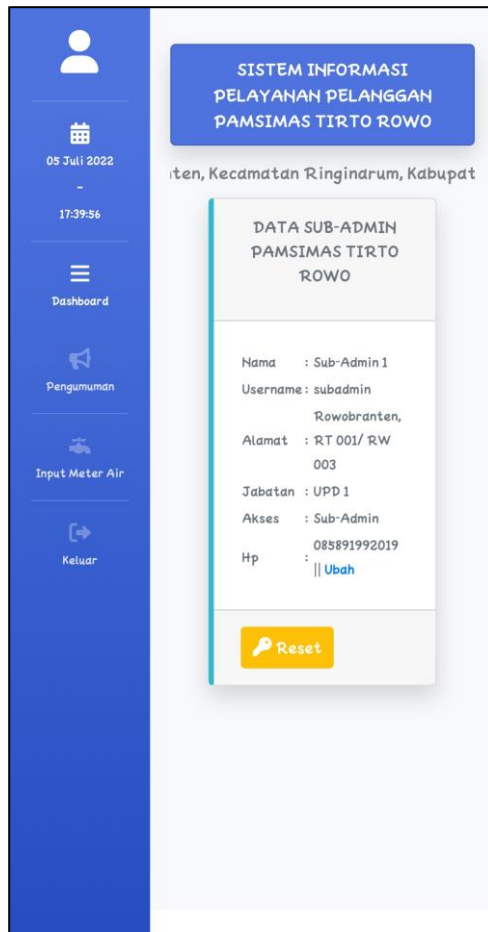 05 Juli 2022
-
17:39:56
Dashboard
Pengumuman
Input Meter Air
Keluar
SISTEM INFORMASI
PELAYANAN PELANGGAN
PAMSIMAS TIRTO ROWO
nten, Kecamatan Ringinarum, Kabupat
DATA SUB-ADMIN
PAMSIMAS TIRTO
ROWO
Nama : Sub-Admin 1
Username : subadmin
Alamat : Rowobranten,
RT 001/ RW
003
Jabatan : UPD 1
Akses : Sub-Admin
Hp : 085891992019
|| Ubah
Reset